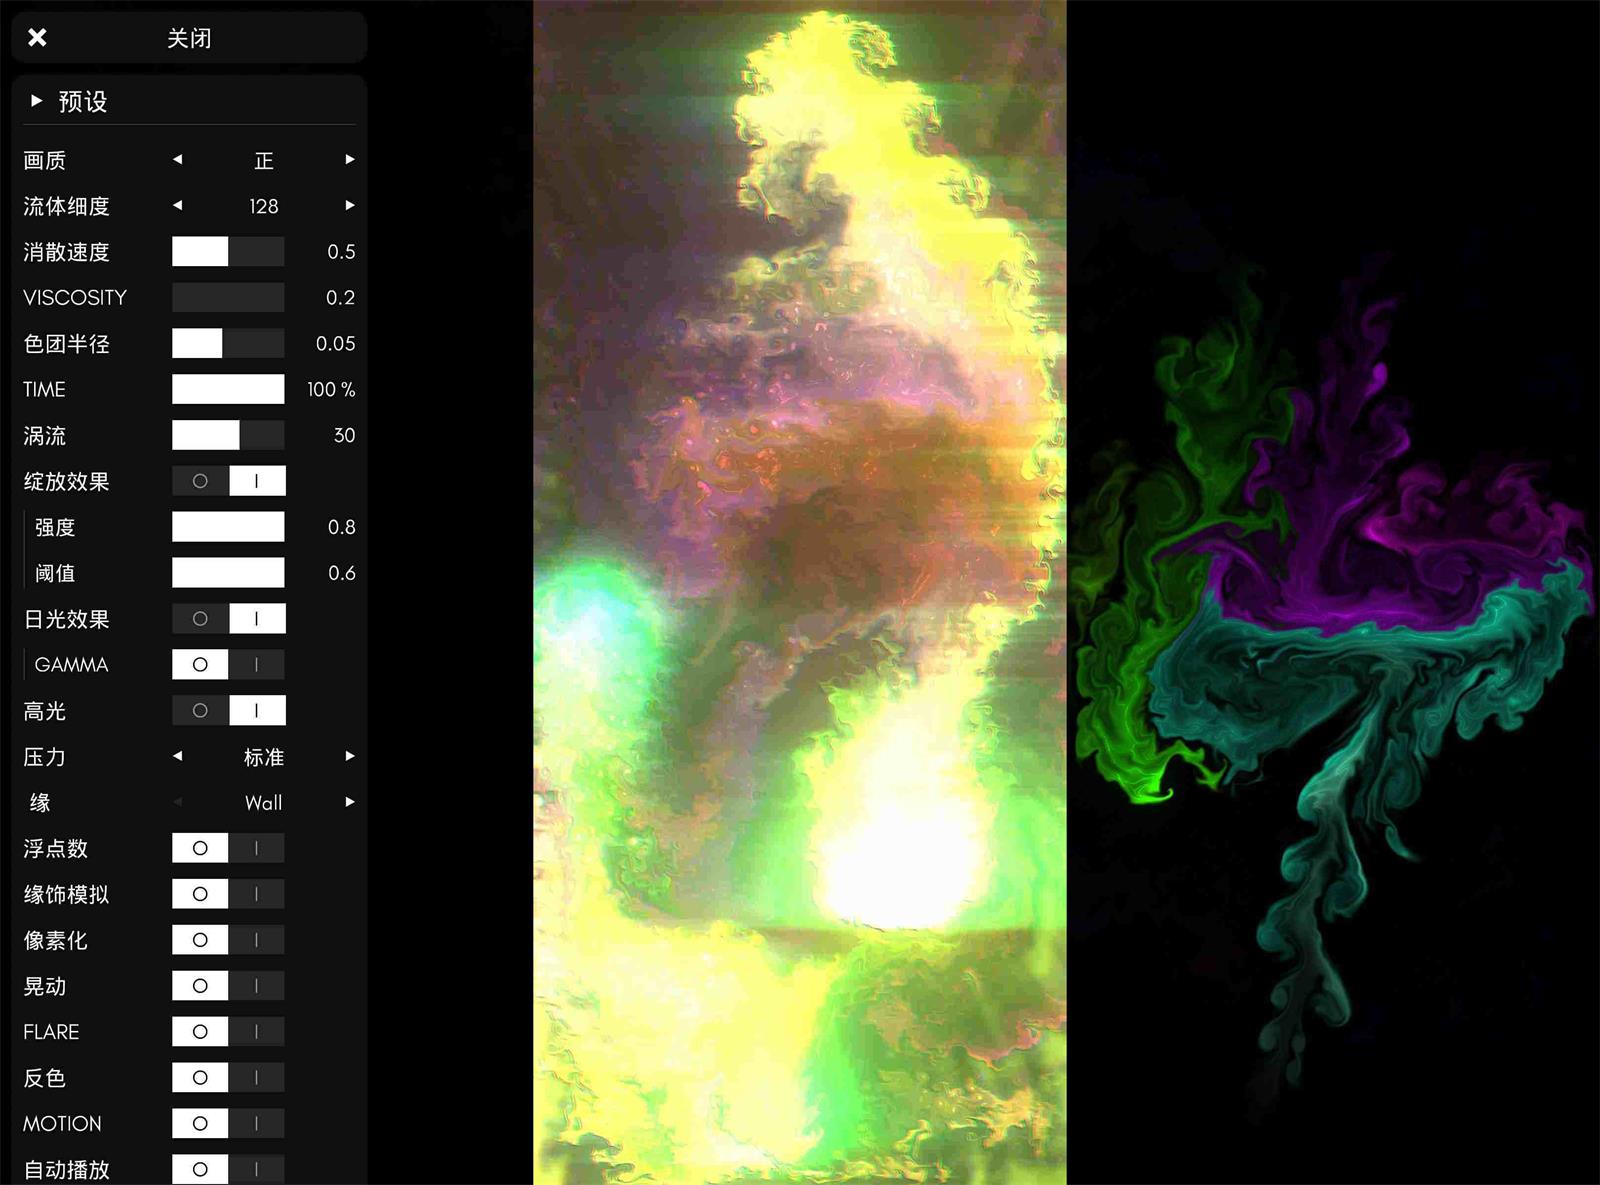 关闭
预设
画质 正
流体细度 128
消散速度 0.5
VISCOSITY 0.2
色团半径 0.05
TIME 100 %
涡流 30
绽放效果
强度 0.8
阈值 0.6
日光效果
GAMMA
高光
压力 标准
缘 Wall
浮点数
缘饰模拟
像素化
晃动
FLARE
反色
MOTION
自动播放